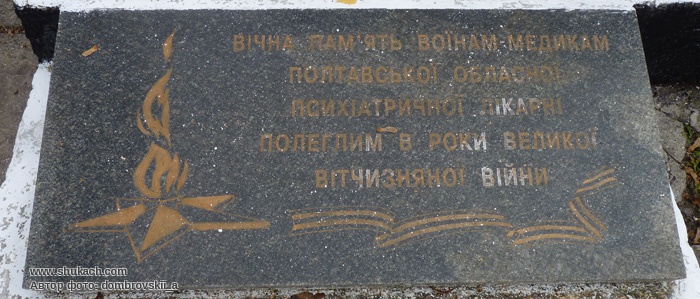 ВІЧНА ПАМ'ЯТЬ ВОЇНАМ-МЕДИКАМ
ПОЛТАВСЬКОЇ ОБЛАСНОЇ
ПСИХІАТРИЧНОЇ ЛІКАРНІ
ПОЛЕГЛИМ В РОКИ ВЕЛИКОЇ
ВІТЧИЗНЯНОЇ ВІЙНИ
www.shukach.com
Автор фото- dombrovskir_a